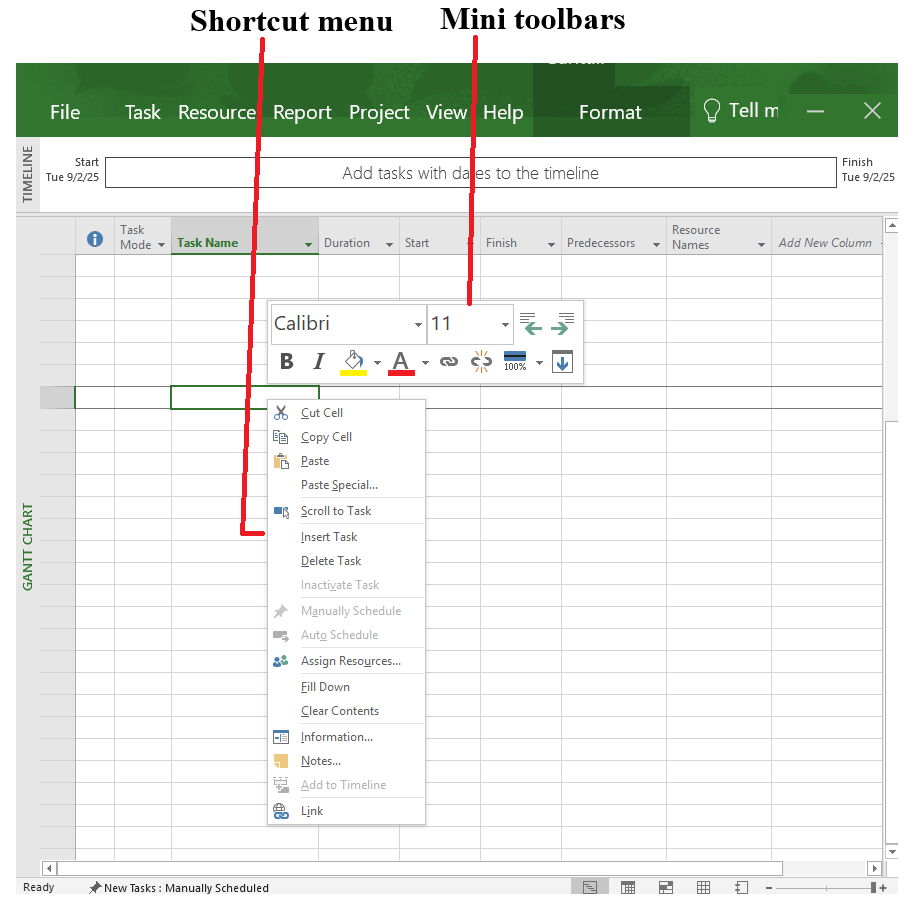 Shortcut menu Mini toolbars
File Task Resource Report Project View Help Format Tell m
TIMELINE
Start
Tue 9/2/25
Add tasks with dates to the timeline
Finish
Tue 9/2/25
Task
Mode
Task Name
Duration
Start
Finish
Predecessors
Resource
Names
Add New Column
GANTT CHART
Calibri 11
B I A 100%
Cut Cell
Copy Cell
Paste
Paste Special...
Scroll to Task
Insert Task
Delete Task
Inactivate Task
Manually Schedule
Auto Schedule
Assign Resources...
Fill Down
Clear Contents
Information...
Notes...
Add to Timeline
Link
Ready New Tasks : Manually Scheduled